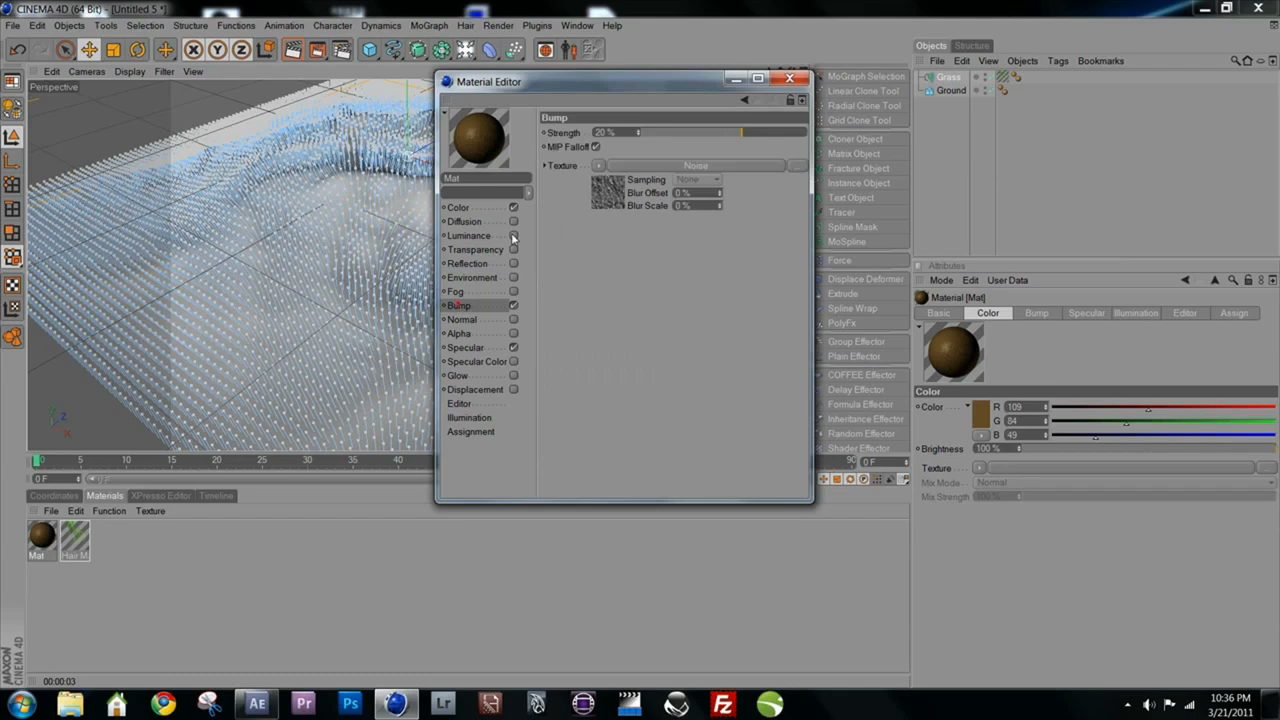 CINEMA 4D (64 Bit) - [Untitled 5 *]
File Edit Objects Tools Selection Structure Functions Animation Character Dynamics MoGraph Hair Render Plugins Window Help
Edit Cameras Display Filter View
Perspective
Material Editor
Mat
Color
Diffusion
Luminance
Transparency
Reflection
Environment
Fog
Bump
Normal
Alpha
Specular
Specular Color
Glow
Displacement
Editor
Illumination
Assignment
Bump
Strength 20 %
MIP Falloff
Texture Noise
Sampling None
Blur Offset 0 %
Blur Scale 0 %
MoGraph Selection
Linear Clone Tool
Radial Clone Tool
Grid Clone Tool
Cloner Object
Matrix Object
Fracture Object
Instance Object
Text Object
Tracer
Spline Mask
MoSpline
Force
Displace Deformer
Extrude
Spline Wrap
PolyFx
Group Effector
Plain Effector
COFFEE Effector
Delay Effector
Formula Effector
Inheritance Effector
Random Effector
Shader Effector
Objects Structure
File Edit View Objects Tags Bookmarks
Grass
Ground
Attributes
Mode Edit User Data
Material [Mat]
Basic Color Bump Specular Illumination Editor Assign
Color
Color R 109
G 84
B 49
Brightness 100 %
Texture
Mix Mode Normal
Mix Strength 100 %
0 5 10 15 20 25 30 35 40 90 0 F
0 F
Coordinates Materials XPresso Editor Timeline
File Edit Function Texture
Mat Hair M
MAXON
CINEMA 4D
00:00:03
Ae Pr Ps Lr Fz
10:36 PM
3/21/2011